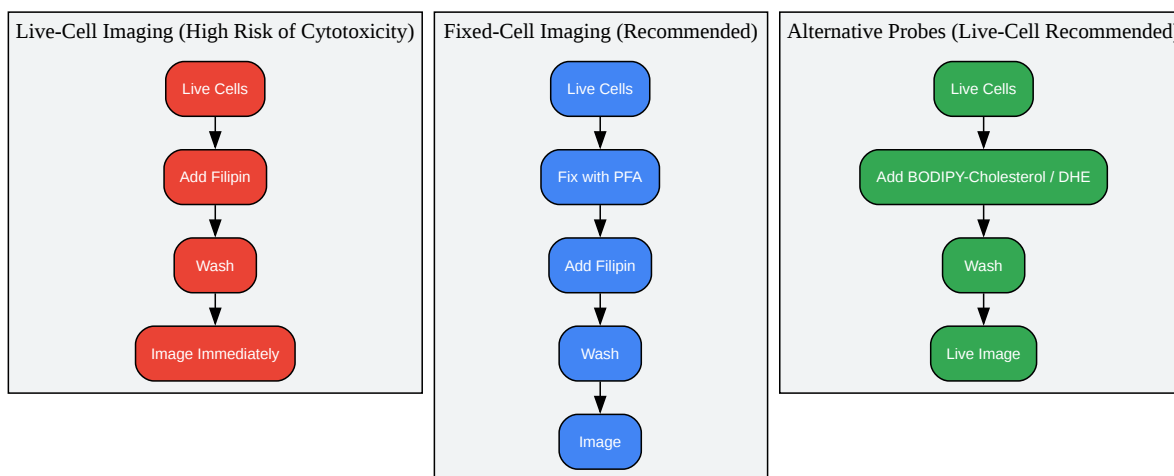 Live-Cell Imaging (High Risk of Cytotoxicity)
Live Cells
Add Filipin
Wash
Image Immediately
Fixed-Cell Imaging (Recommended)
Live Cells
Fix with PFA
Add Filipin
Wash
Image
Alternative Probes (Live-Cell Recommended)
Live Cells
Add BODIPY-Cholesterol / DHE
Wash
Live Image